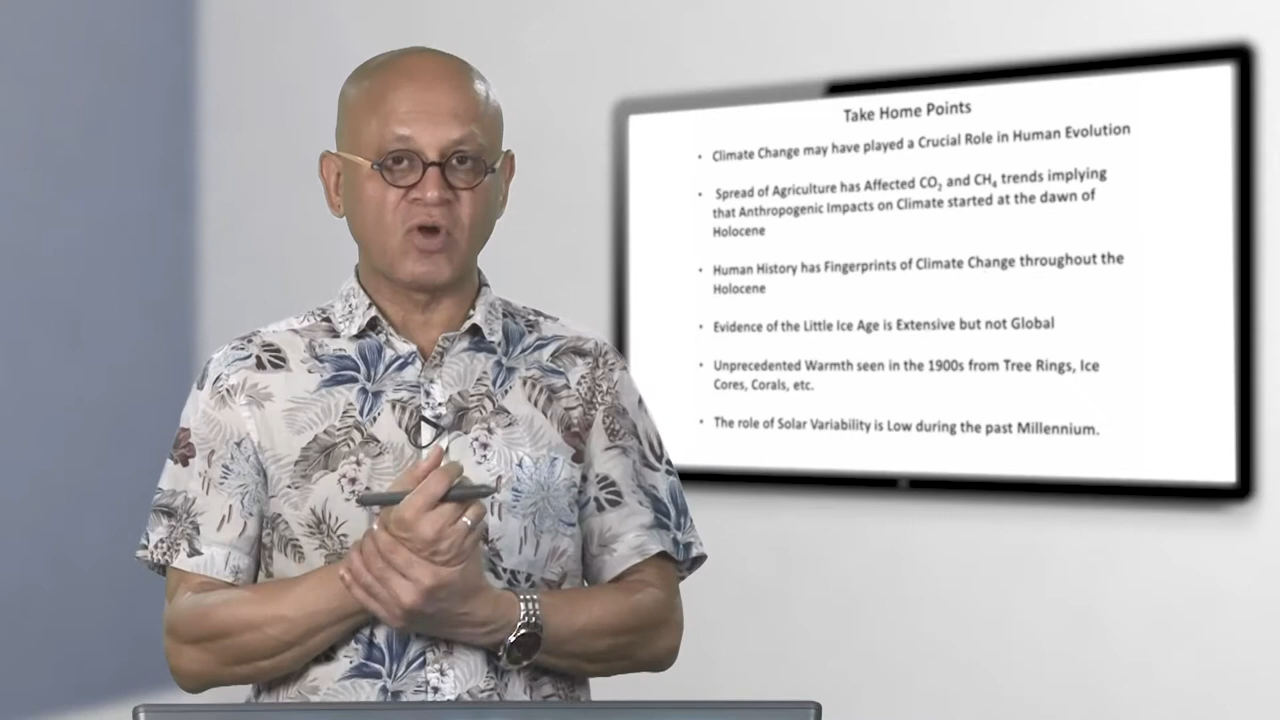 Take Home Points
• Climate Change may have played a Crucial Role in Human Evolution
• Spread of Agriculture has Affected CO₂ and CH₄ trends implying
that Anthropogenic Impacts on Climate started at the dawn of
Holocene
• Human History has Fingerprints of Climate Change throughout the
Holocene
• Evidence of the Little Ice Age is Extensive but not Global
• Unprecedented Warmth seen in the 1900s from Tree Rings, Ice
Cores, Corals, etc.
• The role of Solar Variability is Low during the past Millennium.